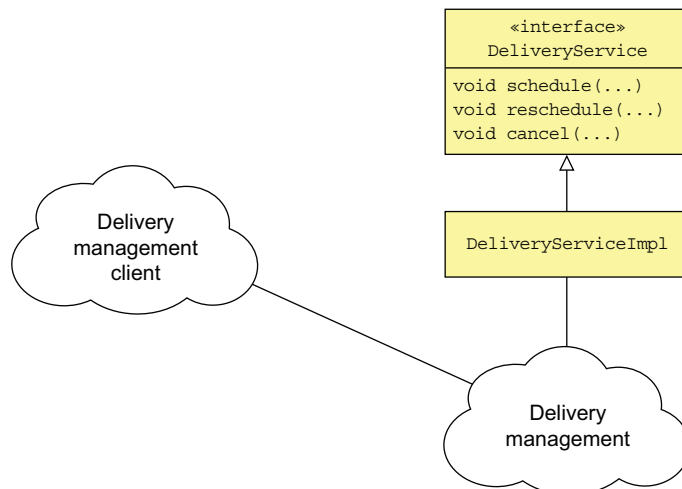 «interface»
DeliveryService
void schedule(...)
void reschedule(...)
void cancel(...)
Delivery
management
client
DeliveryServiceImpl
Delivery
management